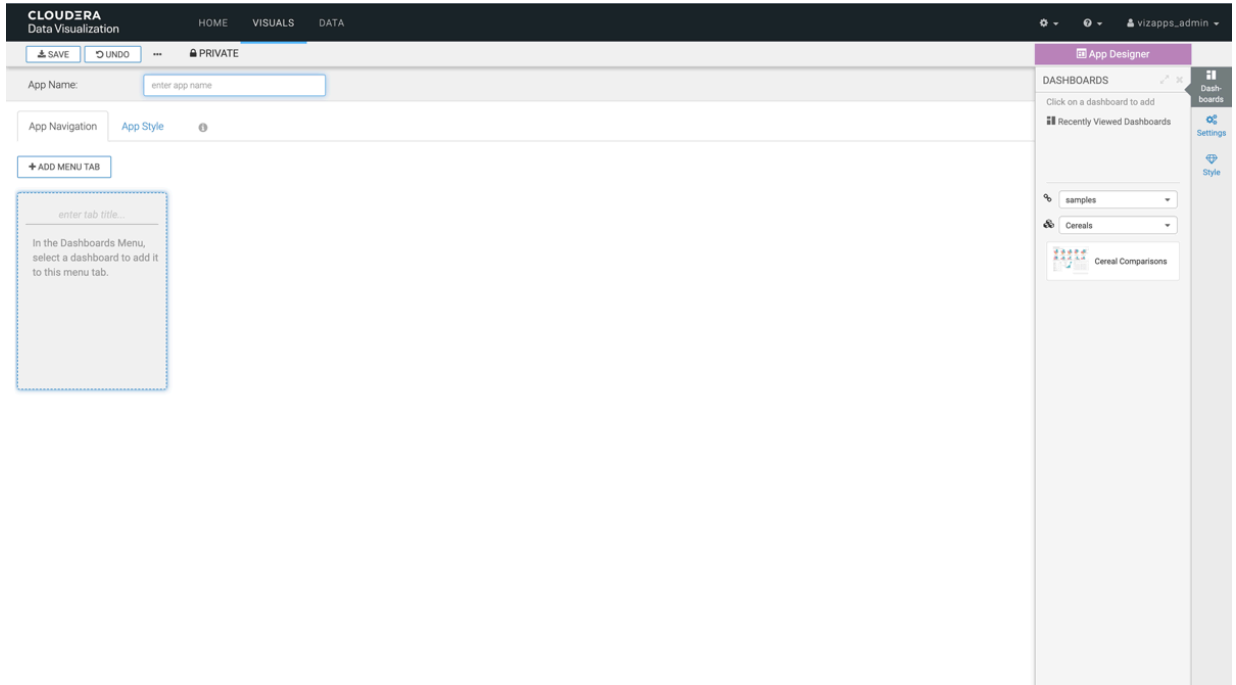 CLOUDERA
Data Visualization
HOME VISUALS DATA
vizapps_admin
SAVE UNDO ... PRIVATE
App Designer
App Name: enter app name
DASHBOARDS
Dash-
boards
Click on a dashboard to add
Recently Viewed Dashboards
Settings
App Navigation App Style
ADD MENU TAB
Style
enter tab title...
In the Dashboards Menu,
select a dashboard to add it
to this menu tab.
samples
Cereals
Cereal Comparisons